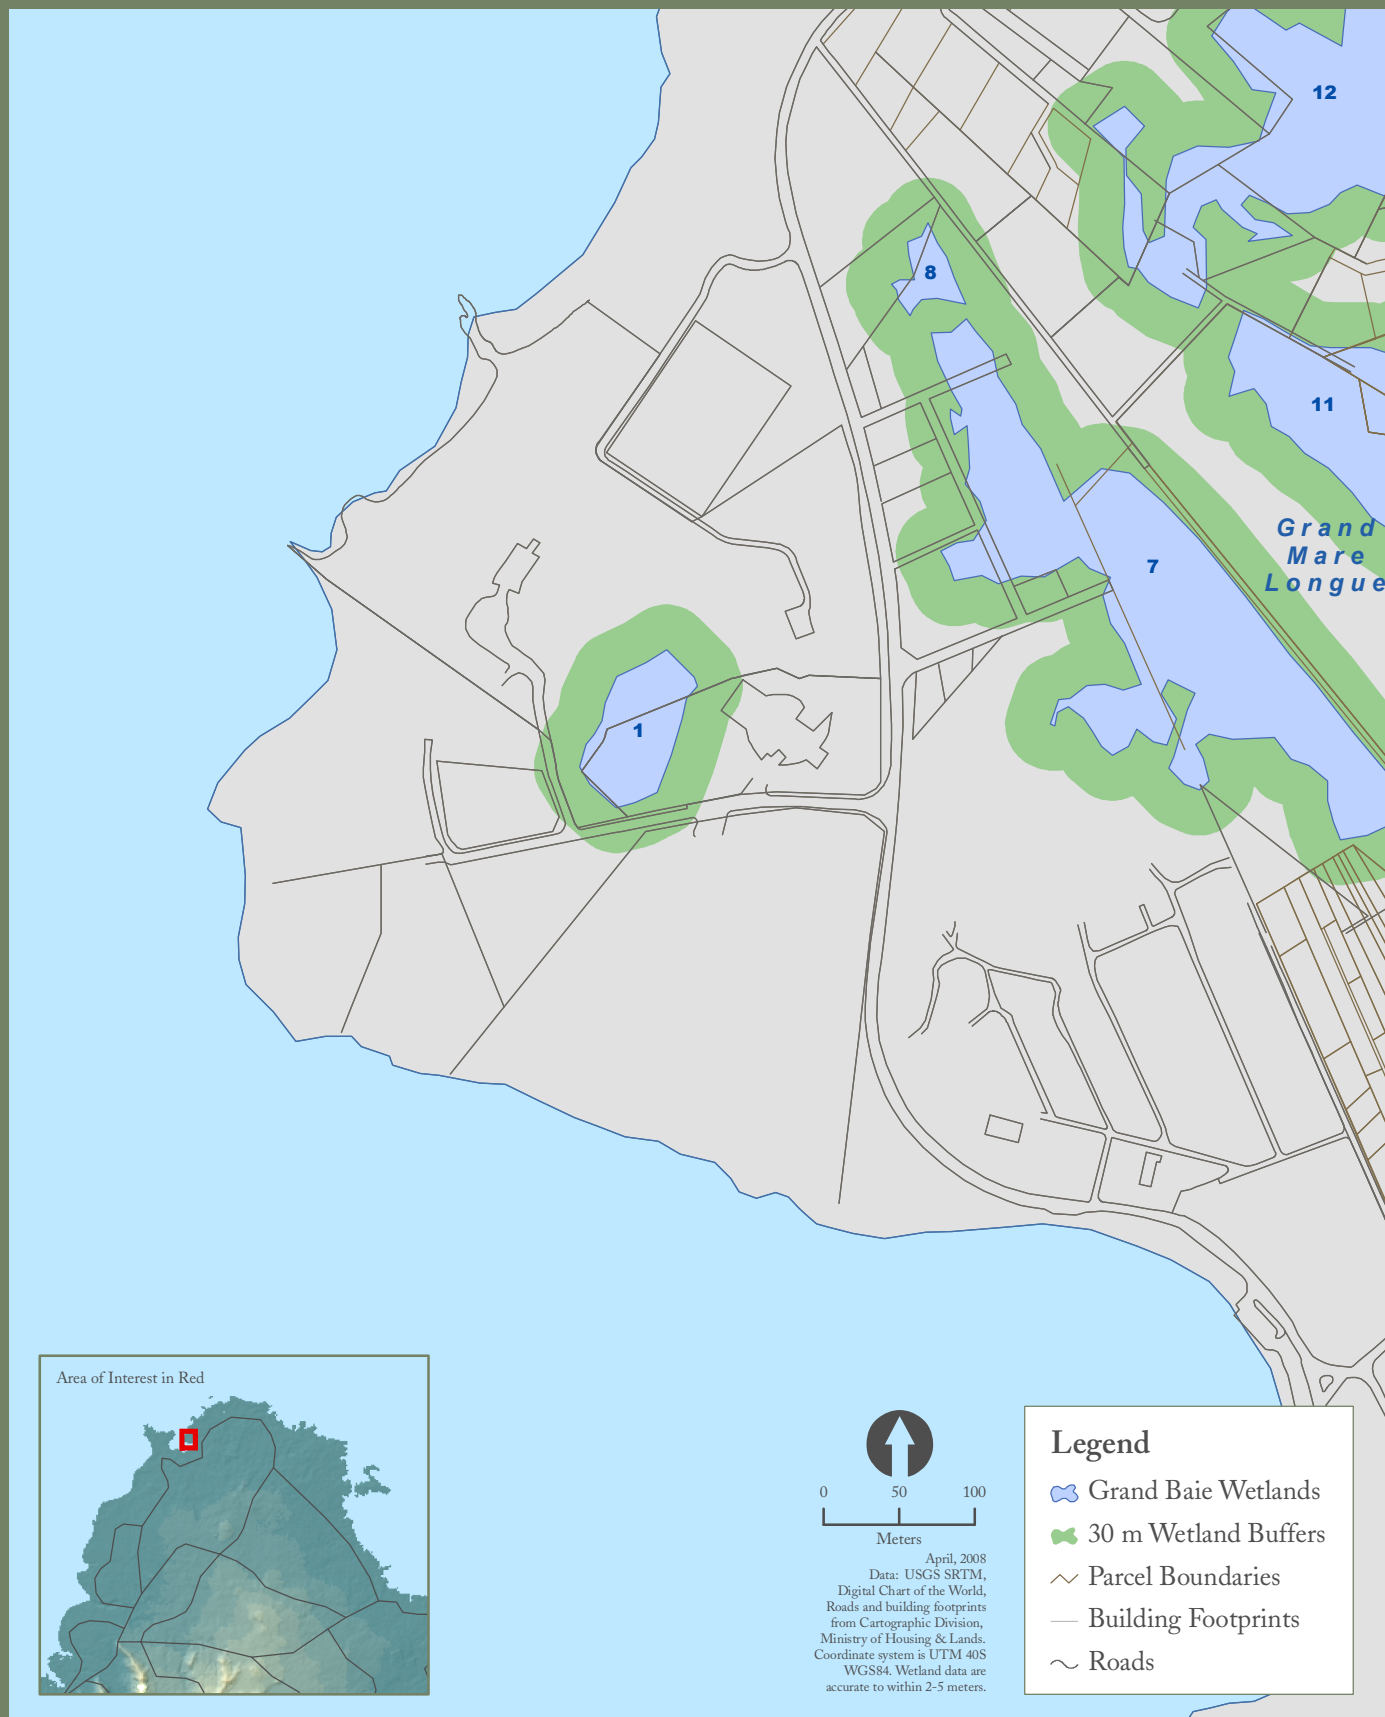 12
8
11
Grand
Mare
Longue
7
1
Area of Interest in Red
0 50 100
Meters
April, 2008
Data: USGS SRTM,
Digital Chart of the World,
Roads and building footprints
from Cartographic Division,
Ministry of Housing & Lands.
Coordinate system is UTM 40S
WGS84. Wetland data are
accurate to within 2-5 meters.
Legend
Grand Baie Wetlands
30 m Wetland Buffers
Parcel Boundaries
Building Footprints
Roads